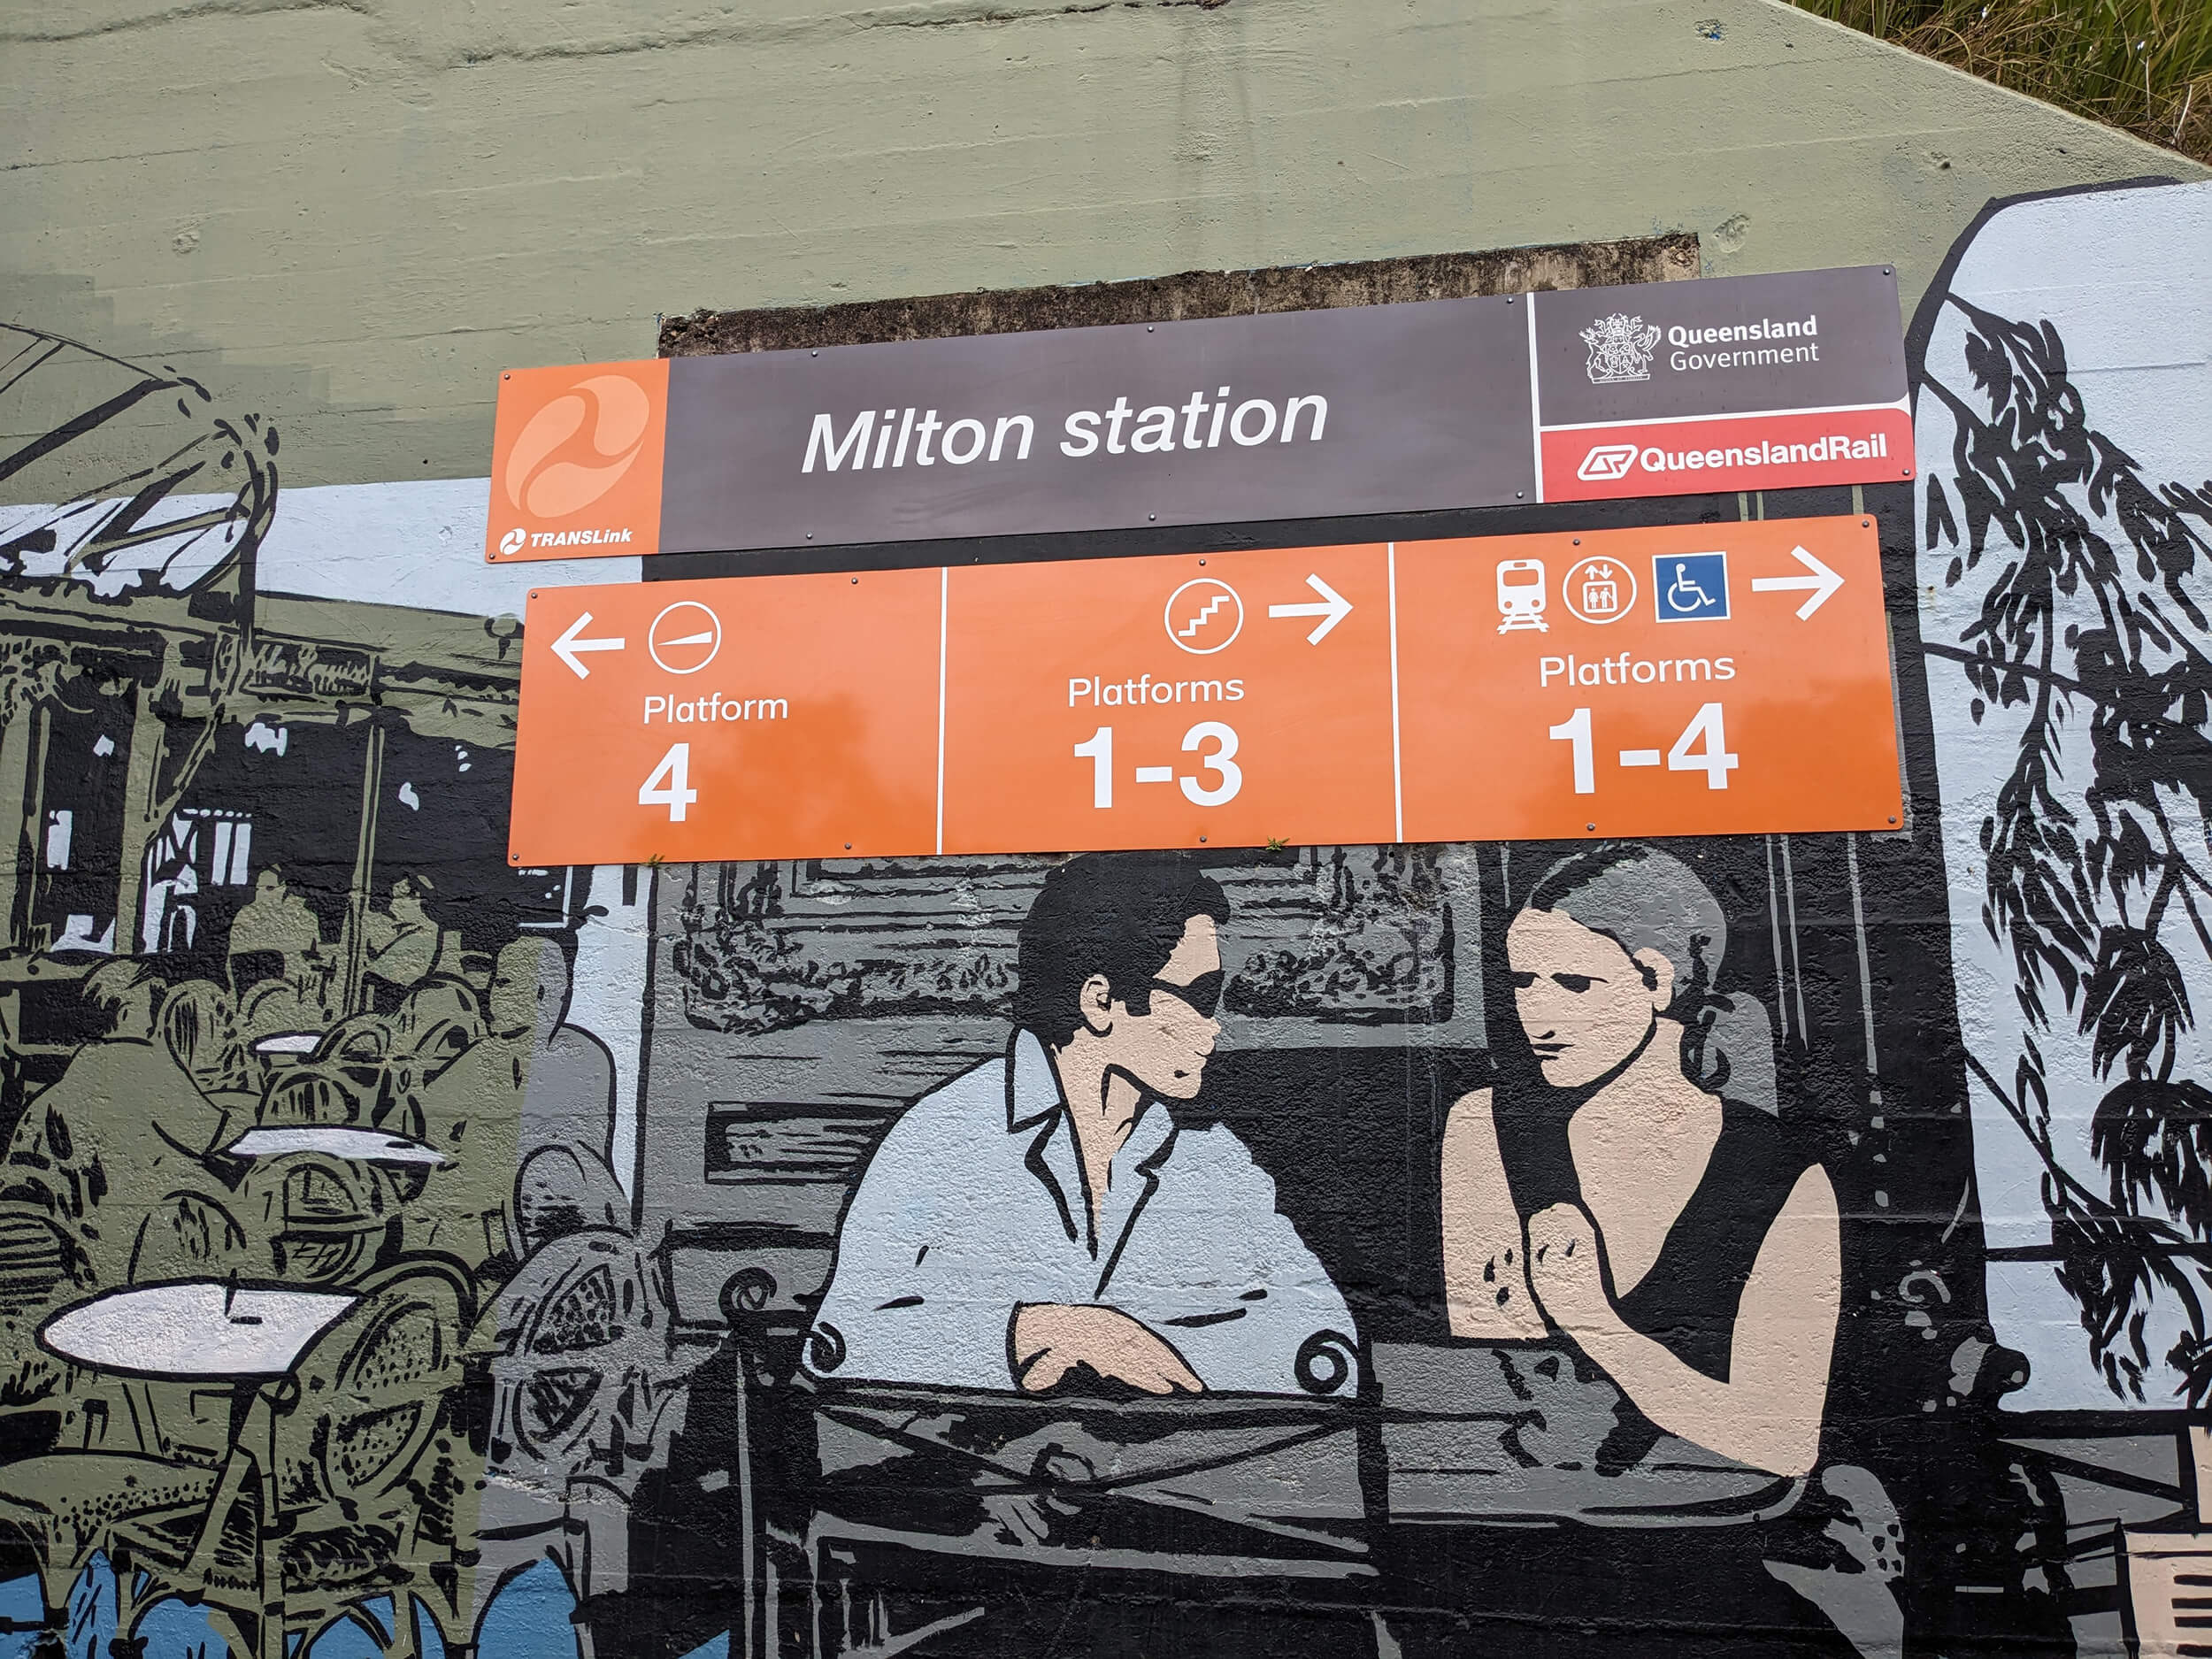 TRANSLink
Milton station
Queensland
Government
QueenslandRail
Platform
4
Platforms
1-3
Platforms
1-4